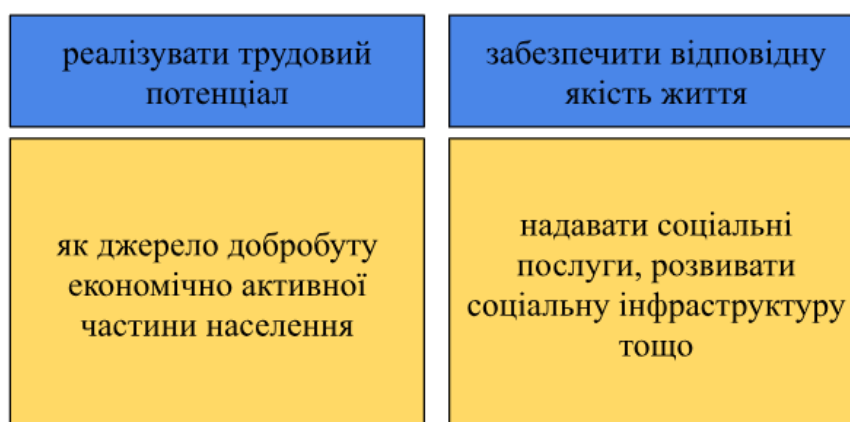 реалізувати трудовий
потенціал
забезпечити відповідну
якість життя
як джерело добробуту
економічно активної
частини населення
надавати соціальні
послуги, розвивати
соціальну інфраструктуру
тощо